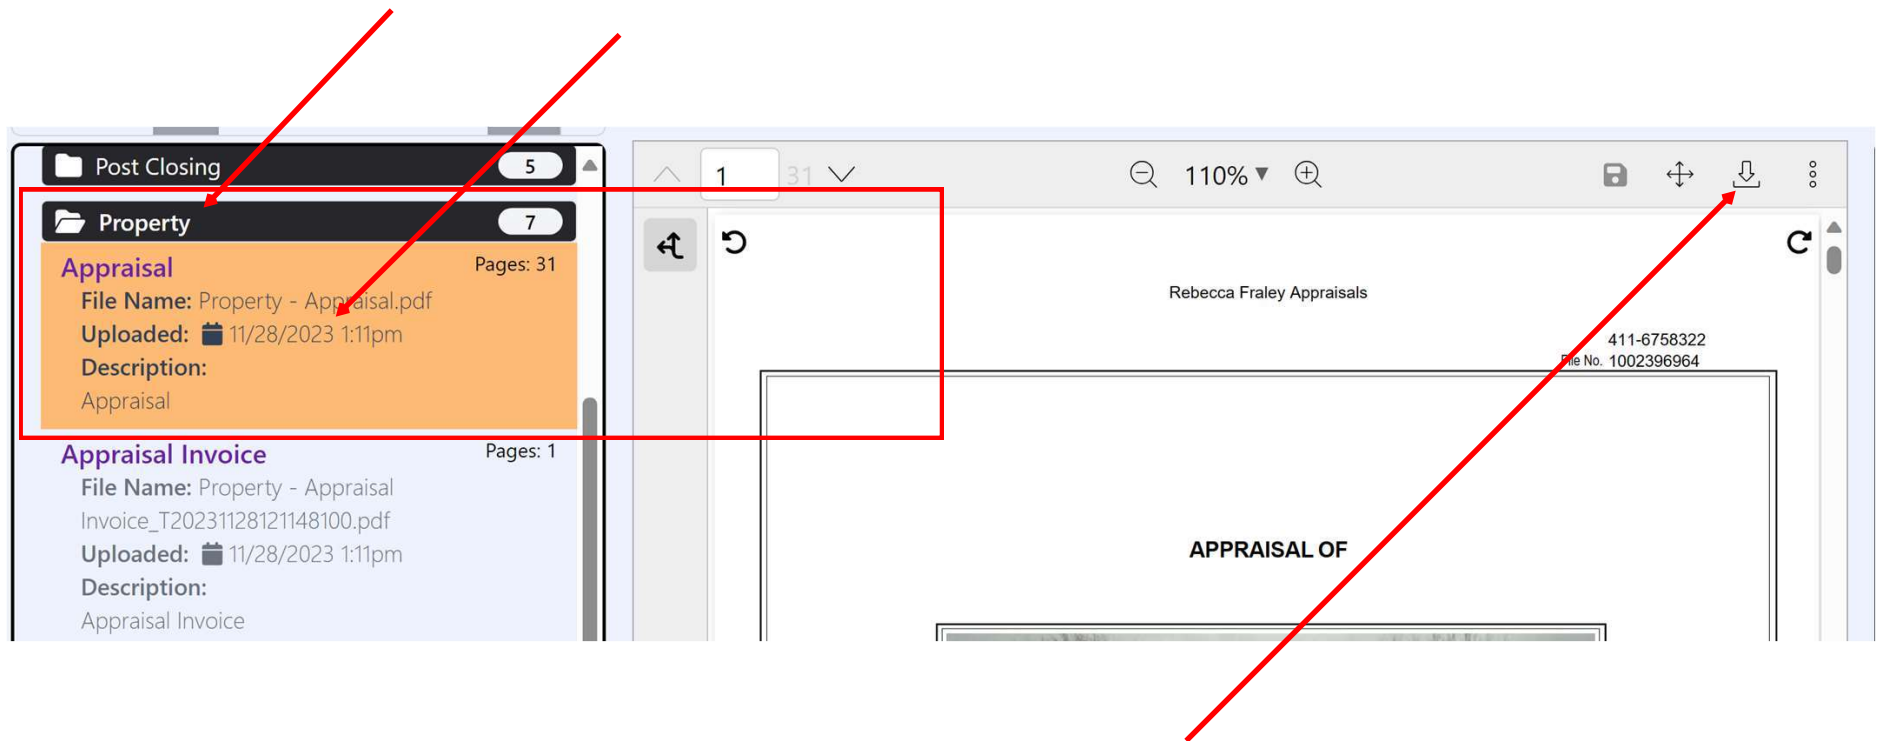 Post Closing 5
Property 7
Appraisal Pages: 31
File Name: Property - Appraisal.pdf
Uploaded: 11/28/2023 1:11pm
Description:
Appraisal
Appraisal Invoice Pages: 1
File Name: Property - Appraisal
Invoice_T20231128121148100.pdf
Uploaded: 11/28/2023 1:11pm
Description:
Appraisal Invoice
1 31 110%
Rebecca Fraley Appraisals
411-6758322
File No. 1002396964
APPRAISAL OF